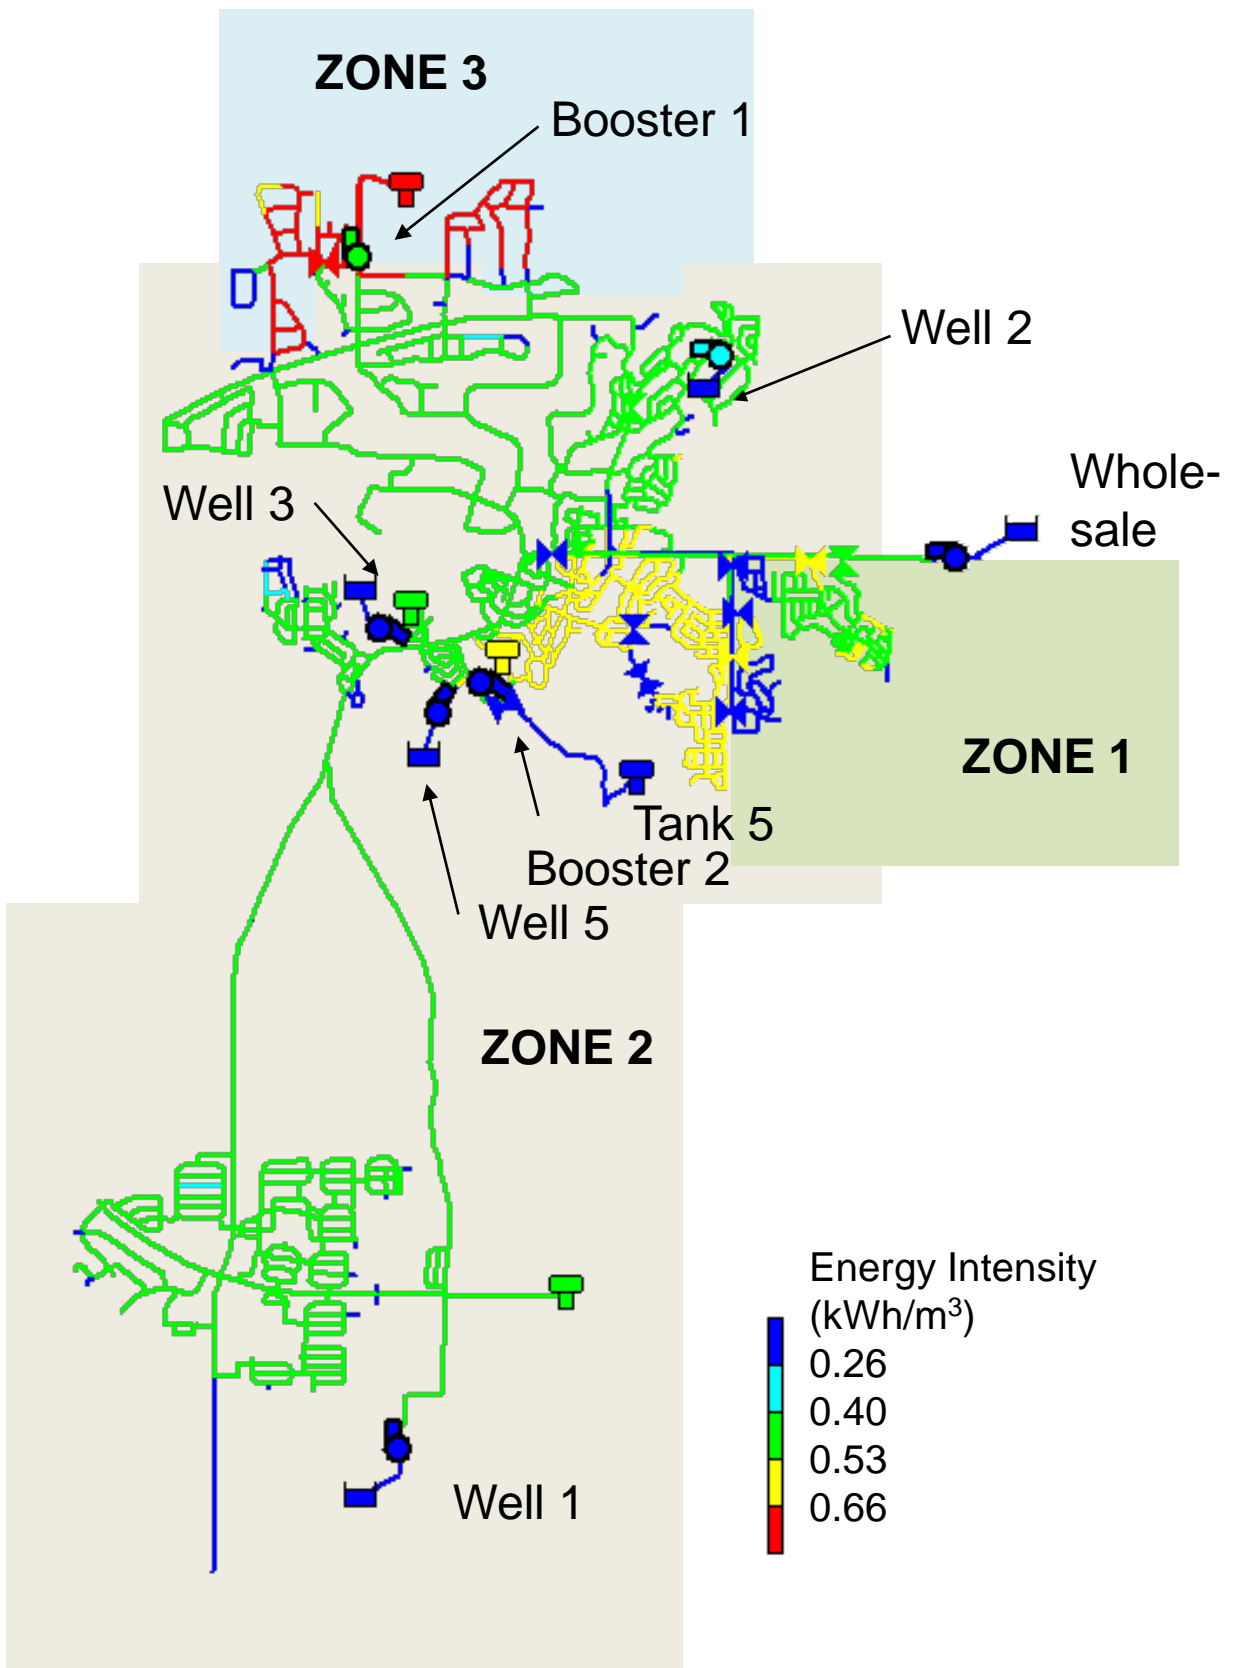 ZONE 3
Booster 1
Well 2
Whole-
sale
Well 3
ZONE 1
Tank 5
Booster 2
Well 5
ZONE 2
Energy Intensity
(kWh/m³)
0.26
0.40
0.53
0.66
Well 1